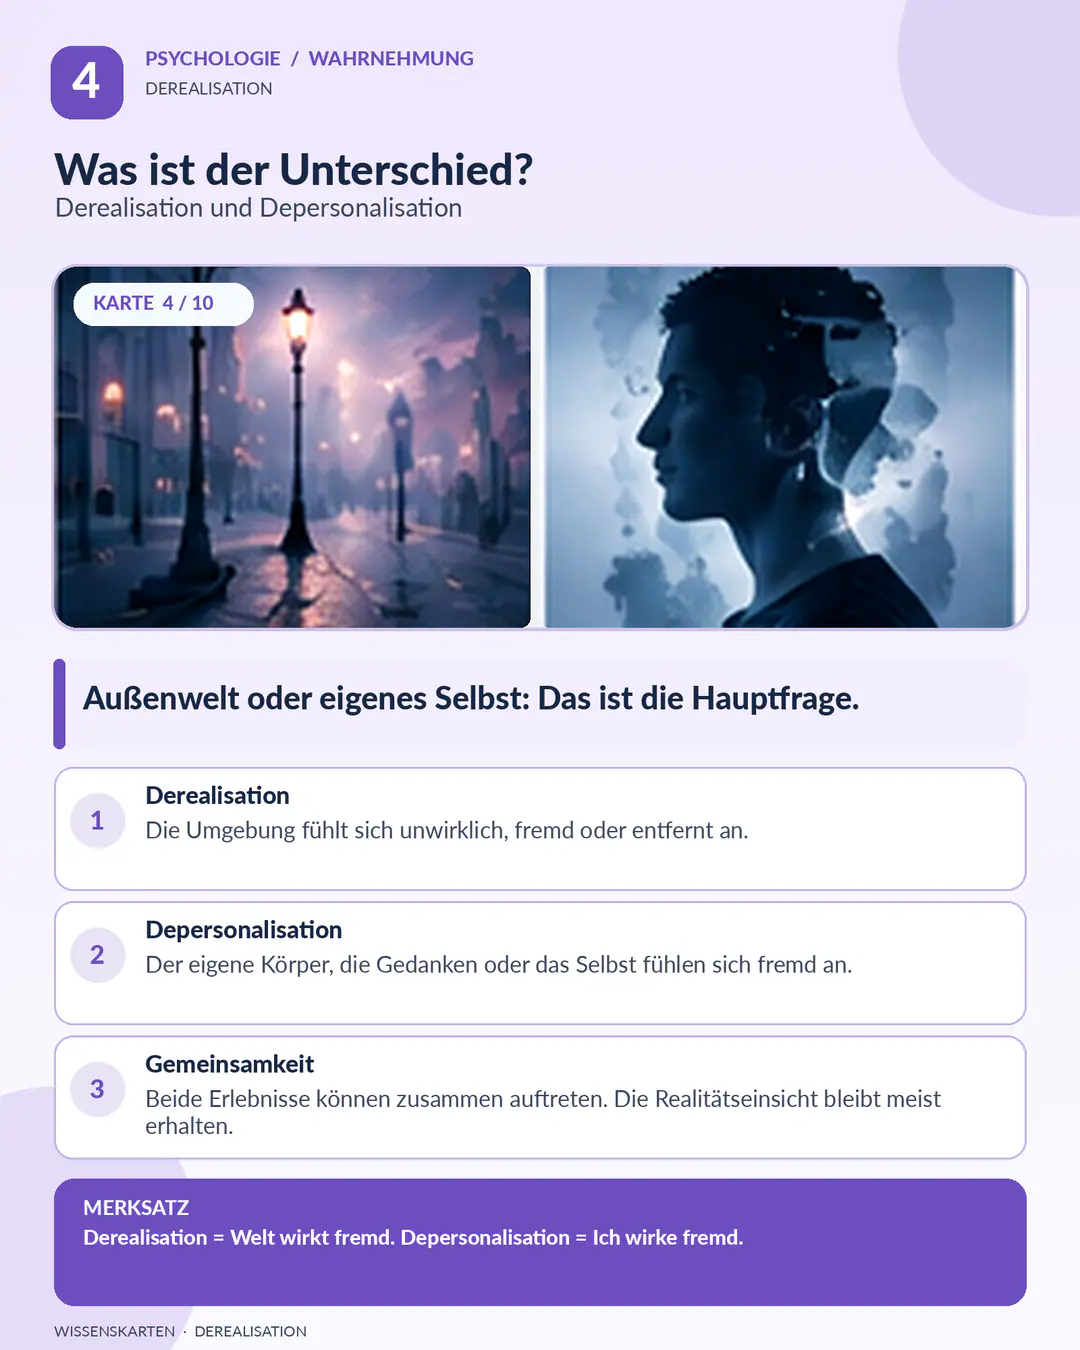 4
PSYCHOLOGIE / WAHRNEHMUNG
DEREALISATION
Was ist der Unterschied?
Derealisation und Depersonalisation
KARTE 4 / 10
Außenwelt oder eigenes Selbst: Das ist die Hauptfrage.
1
Derealisation
Die Umgebung fühlt sich unwirklich, fremd oder entfernt an.
2
Depersonalisation
Der eigene Körper, die Gedanken oder das Selbst fühlen sich fremd an.
3
Gemeinsamkeit
Beide Erlebnisse können zusammen auftreten. Die Realitätseinsicht bleibt meist
erhalten.
MERKSATZ
Derealisation = Welt wirkt fremd. Depersonalisation = Ich wirke fremd.
WISSENSKARTEN · DEREALISATION